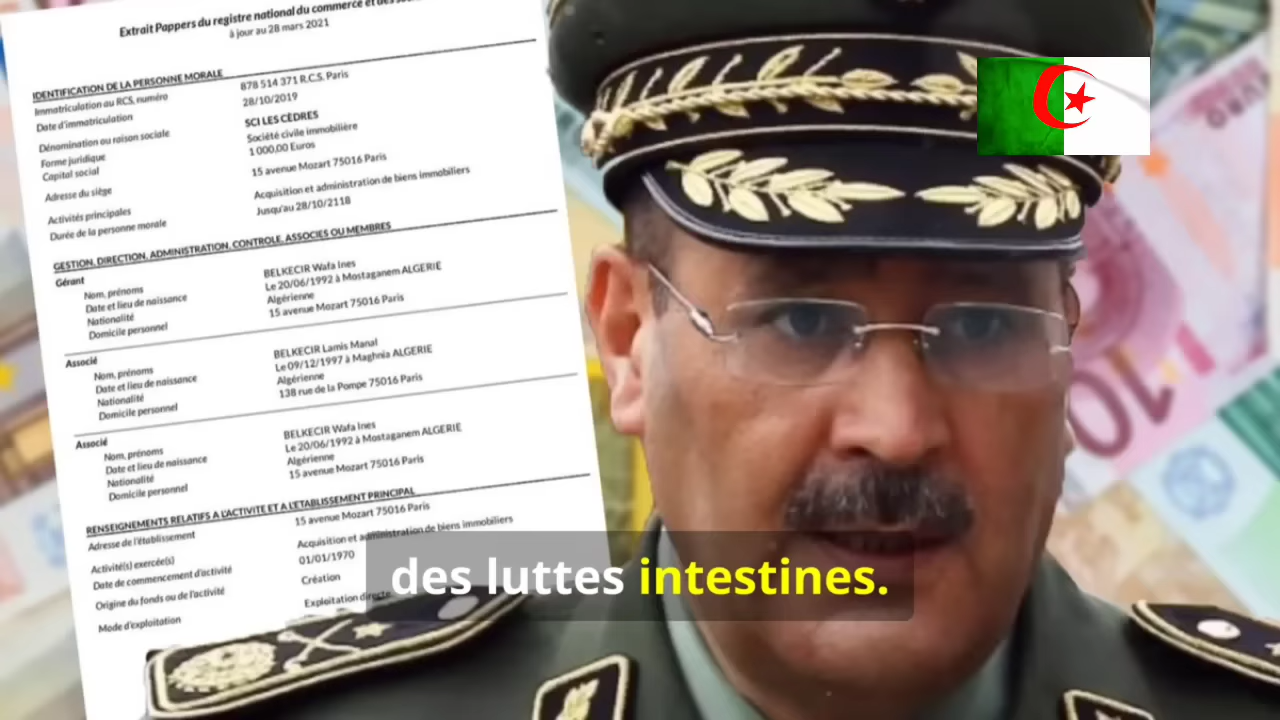 Extrait Pappers du registre national du commerce et des
à jour au 28 mars 2021
IDENTIFICATION DE LA PERSONNE MORALE
Immatriculation au RCS, numéro 878 514 371 R.C.S. Paris
Date d'immatriculation 28/10/2019
Dénomination ou raison sociale SCI LES CÈDRES
Forme juridique Société civile immobilière
Capital social 1 000,00 Euros
Adresse du siège 15 avenue Mozart 75016 Paris
Activités principales Acquisition et administration de biens immobiliers
Durée de la personne morale Jusqu'au 28/10/2118
GESTION, DIRECTION, ADMINISTRATION, CONTROLE, ASSOCIES OU MEMBRES
Gérant
Nom, prénoms BELKECIR Wafa Ines
Date et lieu de naissance Le 20/06/1992 à Mostaganem ALGERIE
Nationalité Algérienne
Domicile personnel 15 avenue Mozart 75016 Paris
Associé
Nom, prénoms BELKECIR Lamis Manal
Date et lieu de naissance Le 09/12/1997 à Maghnia ALGERIE
Nationalité Algérienne
Domicile personnel 138 rue de la Pompe 75016 Paris
Associé
Nom, prénoms BELKECIR Wafa Ines
Date et lieu de naissance Le 20/06/1992 à Mostaganem ALGERIE
Nationalité Algérienne
Domicile personnel 15 avenue Mozart 75016 Paris
RENSEIGNEMENTS RELATIFS A L'ACTIVITE ET A L'ETABLISSEMENT PRINCIPAL
Adresse de l'établissement 15 avenue Mozart 75016 Paris
Activité(s) exercée(s) Acquisition et administration de biens immobiliers
Date de commencement d'activité 01/01/1970
Origine du fonds ou de l'activité Création
Mode d'exploitation Exploitation directe
des luttes intestines.
10